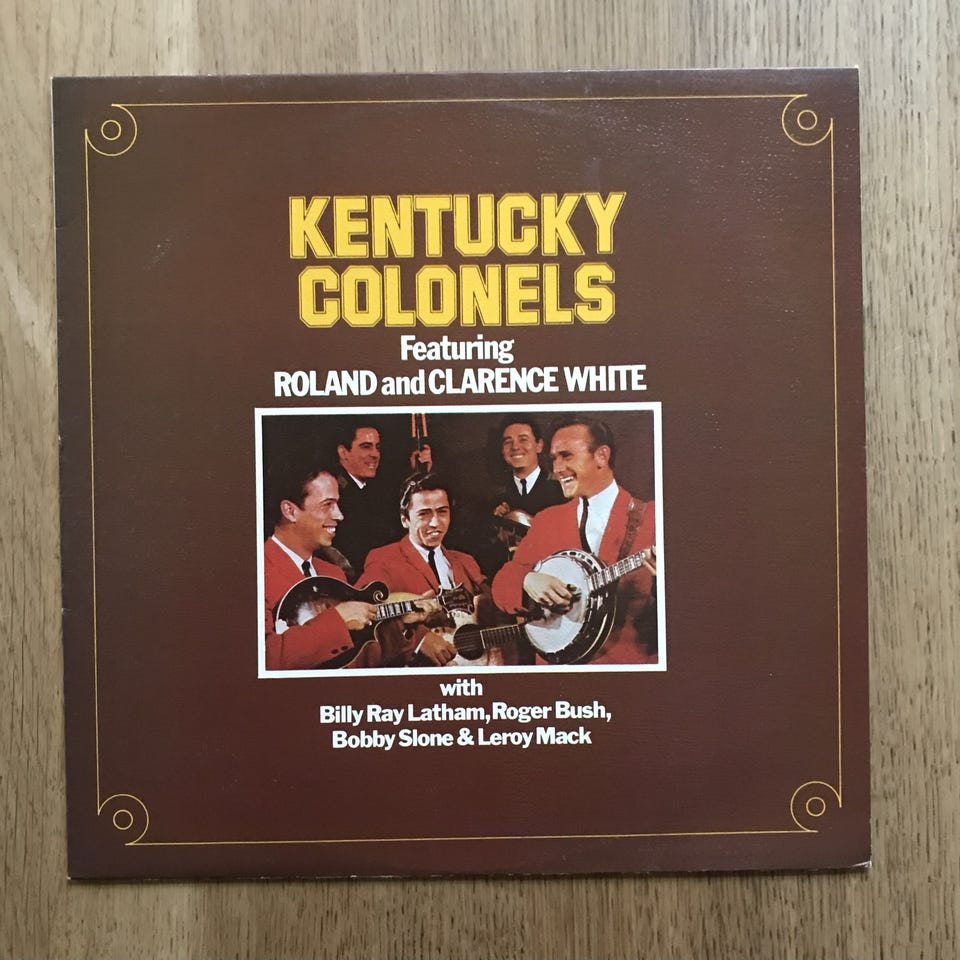 KENTUCKY
COLONELS
Featuring
ROLAND and CLARENCE WHITE
with
Billy Ray Latham, Roger Bush,
Bobby Slone & Leroy Mack